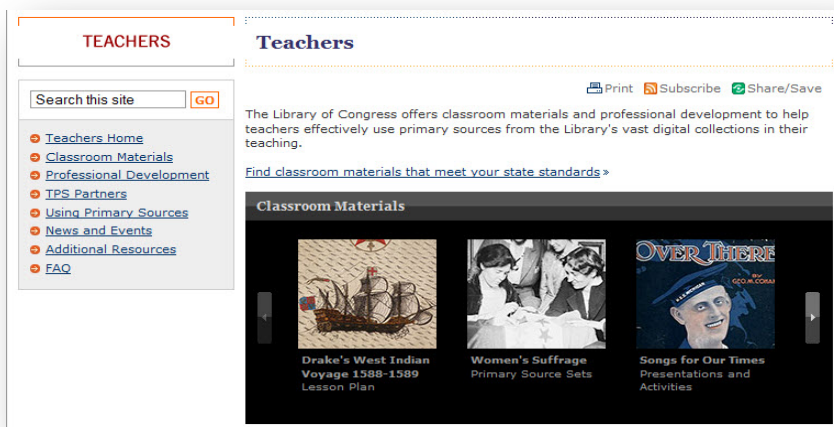 TEACHERS
Search this site GO
Teachers Home
Classroom Materials
Professional Development
TPS Partners
Using Primary Sources
News and Events
Additional Resources
FAQ
Teachers
Print Subscribe Share/Save
The Library of Congress offers classroom materials and professional development to help
teachers effectively use primary sources from the Library's vast digital collections in their
teaching.
Find classroom materials that meet your state standards »
Classroom Materials
OVER THERE
BY
GEO. M. COHAN
Drake's West Indian
Voyage 1588-1589
Lesson Plan
Women's Suffrage
Primary Source Sets
Songs for Our Times
Presentations and
Activities